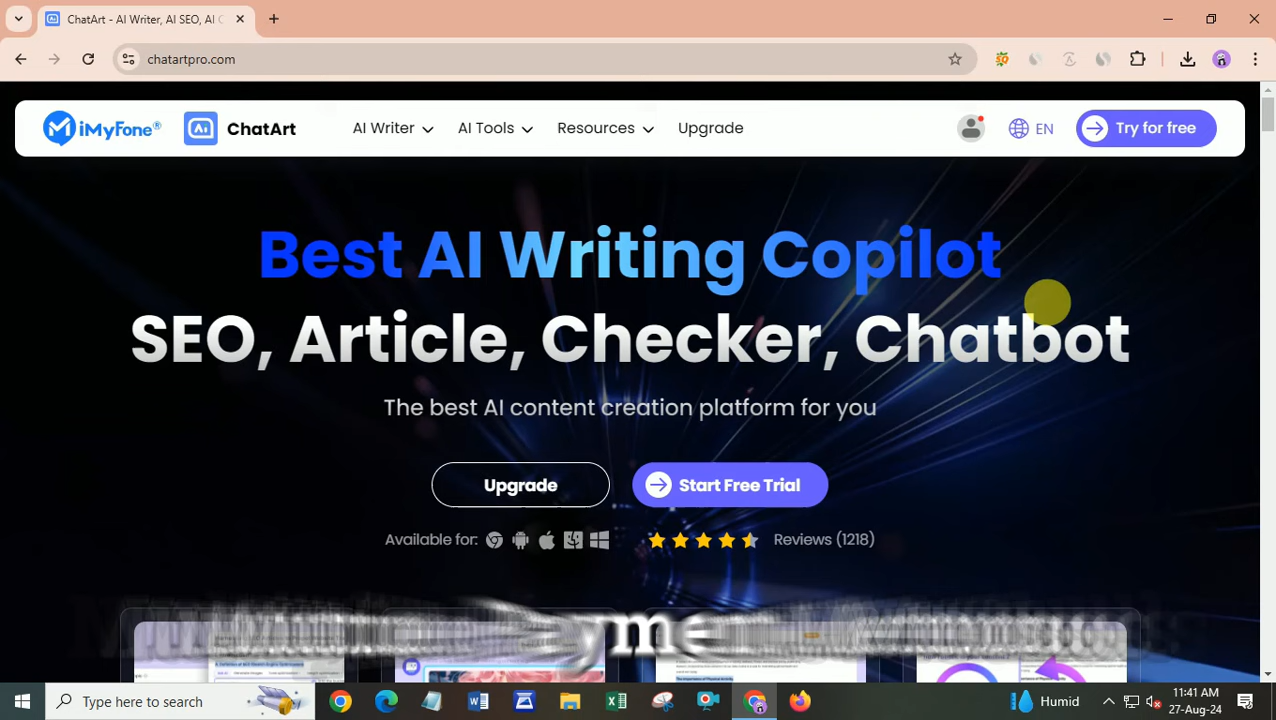 ChatArt - AI Writer, AI SEO, AI C
chatartpro.com
iMyFone® Ai ChatArt AI Writer AI Tools Resources Upgrade EN Try for free
Best AI Writing Copilot
SEO, Article, Checker, Chatbot
The best AI content creation platform for you
Upgrade Start Free Trial
Available for: Reviews (1218)
Type here to search Humid 11:41 AM
27-Aug-24